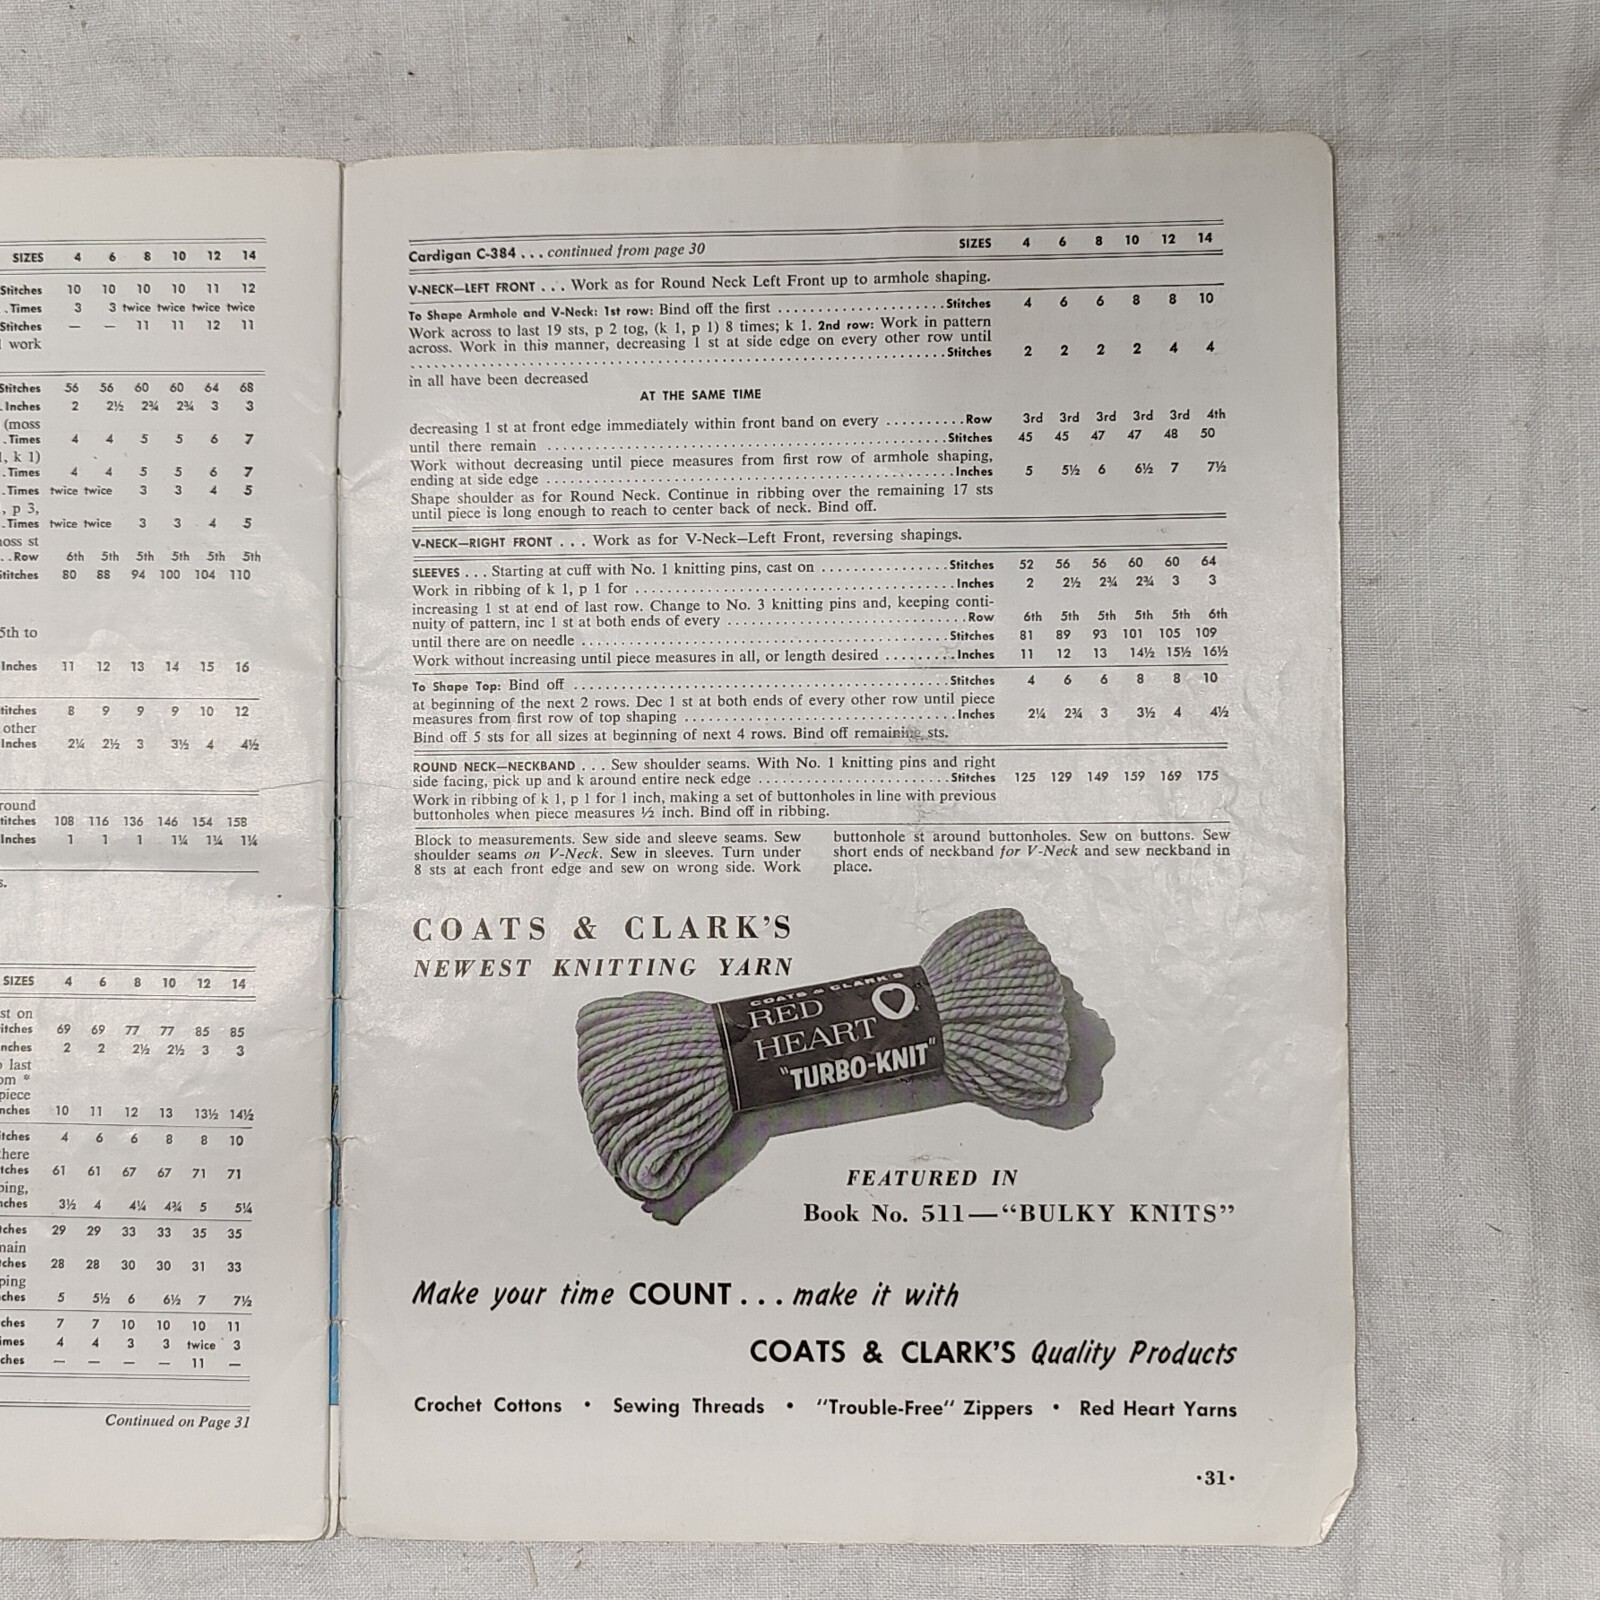 SIZES 4 6 8 10 12 14
Stitches 10 10 10 10 11 12
. Times 3 3 twice twice twice twice
Stitches — — 11 11 12 11
work
Stitches 56 56 60 60 64 68
. Inches 2 2½ 2¾ 2¾ 3 3
(moss
. Times 4 4 5 5 6 7
, k 1)
. Times 4 4 5 5 6 7
. Times twice twice 3 3 4 5
, p 3,
. Times twice twice 3 3 4 5
moss st
. . Row 6th 5th 5th 5th 5th 5th
Stitches 80 88 94 100 104 110
5th to
Inches 11 12 13 14 15 16
titches 8 9 9 9 10 12
other
Inches 2¼ 2½ 3 3½ 4 4½
round
titches 108 116 136 146 154 158
Inches 1 1 1 1¼ 1¼ 1¼
s.
SIZES 4 6 8 10 12 14
st on
itches 69 69 77 77 85 85
nches 2 2 2½ 2½ 3 3
last
om *
piece
nches 10 11 12 13 13½ 14½
itches 4 6 6 8 8 10
here
tches 61 61 67 67 71 71
ping,
nches 3½ 4 4¼ 4¾ 5 5¼
tches 29 29 33 33 35 35
main
tches 28 28 30 30 31 33
ping
ches 5 5½ 6 6½ 7 7½
ches 7 7 10 10 10 11
imes 4 4 3 3 twice 3
ches — — — — 11 —
Continued on Page 31
Cardigan C-384 . . . continued from page 30 SIZES 4 6 8 10 12 14
V-NECK—LEFT FRONT . . . Work as for Round Neck Left Front up to armhole shaping.
To Shape Armhole and V-Neck: 1st row: Bind off the first . . . . . . . . . . . . . . . . . . . . Stitches 4 6 6 8 8 10
Work across to last 19 sts, p 2 tog, (k 1, p 1) 8 times; k 1. 2nd row: Work in pattern
across. Work in this manner, decreasing 1 st at side edge on every other row until
. . . . . . . . . . . . . . . . . . . . . . . . . . . . . . Stitches 2 2 2 2 4 4
in all have been decreased
AT THE SAME TIME
decreasing 1 st at front edge immediately within front band on every . . . . . . . . . . Row 3rd 3rd 3rd 3rd 3rd 4th
until there remain . . . . . . . . . . . . . . . . . . . . Stitches 45 45 47 47 48 50
Work without decreasing until piece measures from first row of armhole shaping,
ending at side edge . . . . . . . . . . . . . . . . . . . . Inches 5 5½ 6 6½ 7 7½
Shape shoulder as for Round Neck. Continue in ribbing over the remaining 17 sts
until piece is long enough to reach to center back of neck. Bind off.
V-NECK—RIGHT FRONT . . . Work as for V-Neck—Left Front, reversing shapings.
SLEEVES . . . Starting at cuff with No. 1 knitting pins, cast on . . . . . . . . . . . . . . . Stitches 52 56 56 60 60 64
Work in ribbing of k 1, p 1 for . . . . . . . . . . . . . . . . . . . . Inches 2 2½ 2¾ 2¾ 3 3
increasing 1 st at end of last row. Change to No. 3 knitting pins and, keeping conti-
nuity of pattern, inc 1 st at both ends of every . . . . . . . . . . . . . . . . . . . . Row 6th 5th 5th 5th 5th 6th
until there are on needle . . . . . . . . . . . . . . . . . . . . Stitches 81 89 93 101 105 109
Work without increasing until piece measures in all, or length desired . . . . . . . . . Inches 11 12 13 14½ 15½ 16½
To Shape Top: Bind off . . . . . . . . . . . . . . . . . . . . Stitches 4 6 6 8 8 10
at beginning of the next 2 rows. Dec 1 st at both ends of every other row until piece
measures from first row of top shaping . . . . . . . . . . . . . . . . . . . . Inches 2¼ 2¾ 3 3½ 4 4½
Bind off 5 sts for all sizes at beginning of next 4 rows. Bind off remaining sts.
ROUND NECK—NECKBAND . . . Sew shoulder seams. With No. 1 knitting pins and right
side facing, pick up and k around entire neck edge . . . . . . . . . . . . . . . . . . . . Stitches 125 129 149 159 169 175
Work in ribbing of k 1, p 1 for 1 inch, making a set of buttonholes in line with previous
buttonholes when piece measures ½ inch. Bind off in ribbing.
Block to measurements. Sew side and sleeve seams. Sew
shoulder seams on V-Neck. Sew in sleeves. Turn under
8 sts at each front edge and sew on wrong side. Work
buttonhole st around buttonholes. Sew on buttons. Sew
short ends of neckband for V-Neck and sew neckband in
place.
COATS & CLARK'S
NEWEST KNITTING YARN
COATS & CLARK'S
RED
HEART
"TURBO-KNIT"
FEATURED IN
Book No. 511—"BULKY KNITS"
Make your time COUNT . . . make it with
COATS & CLARK'S Quality Products
Crochet Cottons • Sewing Threads • "Trouble-Free" Zippers • Red Heart Yarns
·31·